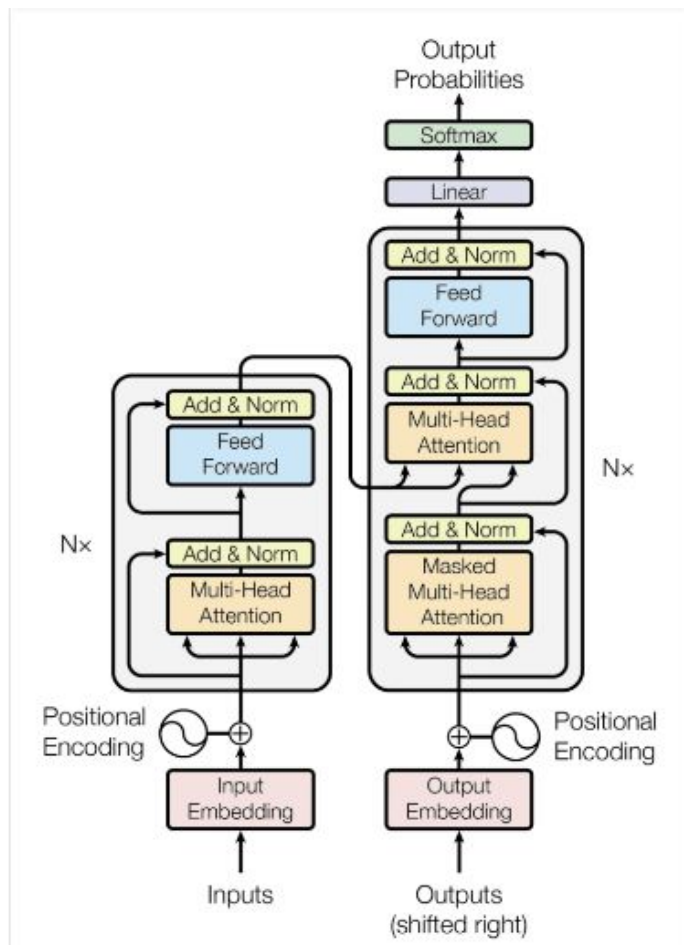 Output
Probabilities
Softmax
Linear
Add & Norm
Feed
Forward
Add & Norm
Multi-Head
Attention
Add & Norm
Masked
Multi-Head
Attention
Nx
Add & Norm
Feed
Forward
Add & Norm
Multi-Head
Attention
Nx
Positional
Encoding
Positional
Encoding
Input
Embedding
Output
Embedding
Inputs
Outputs
(shifted right)